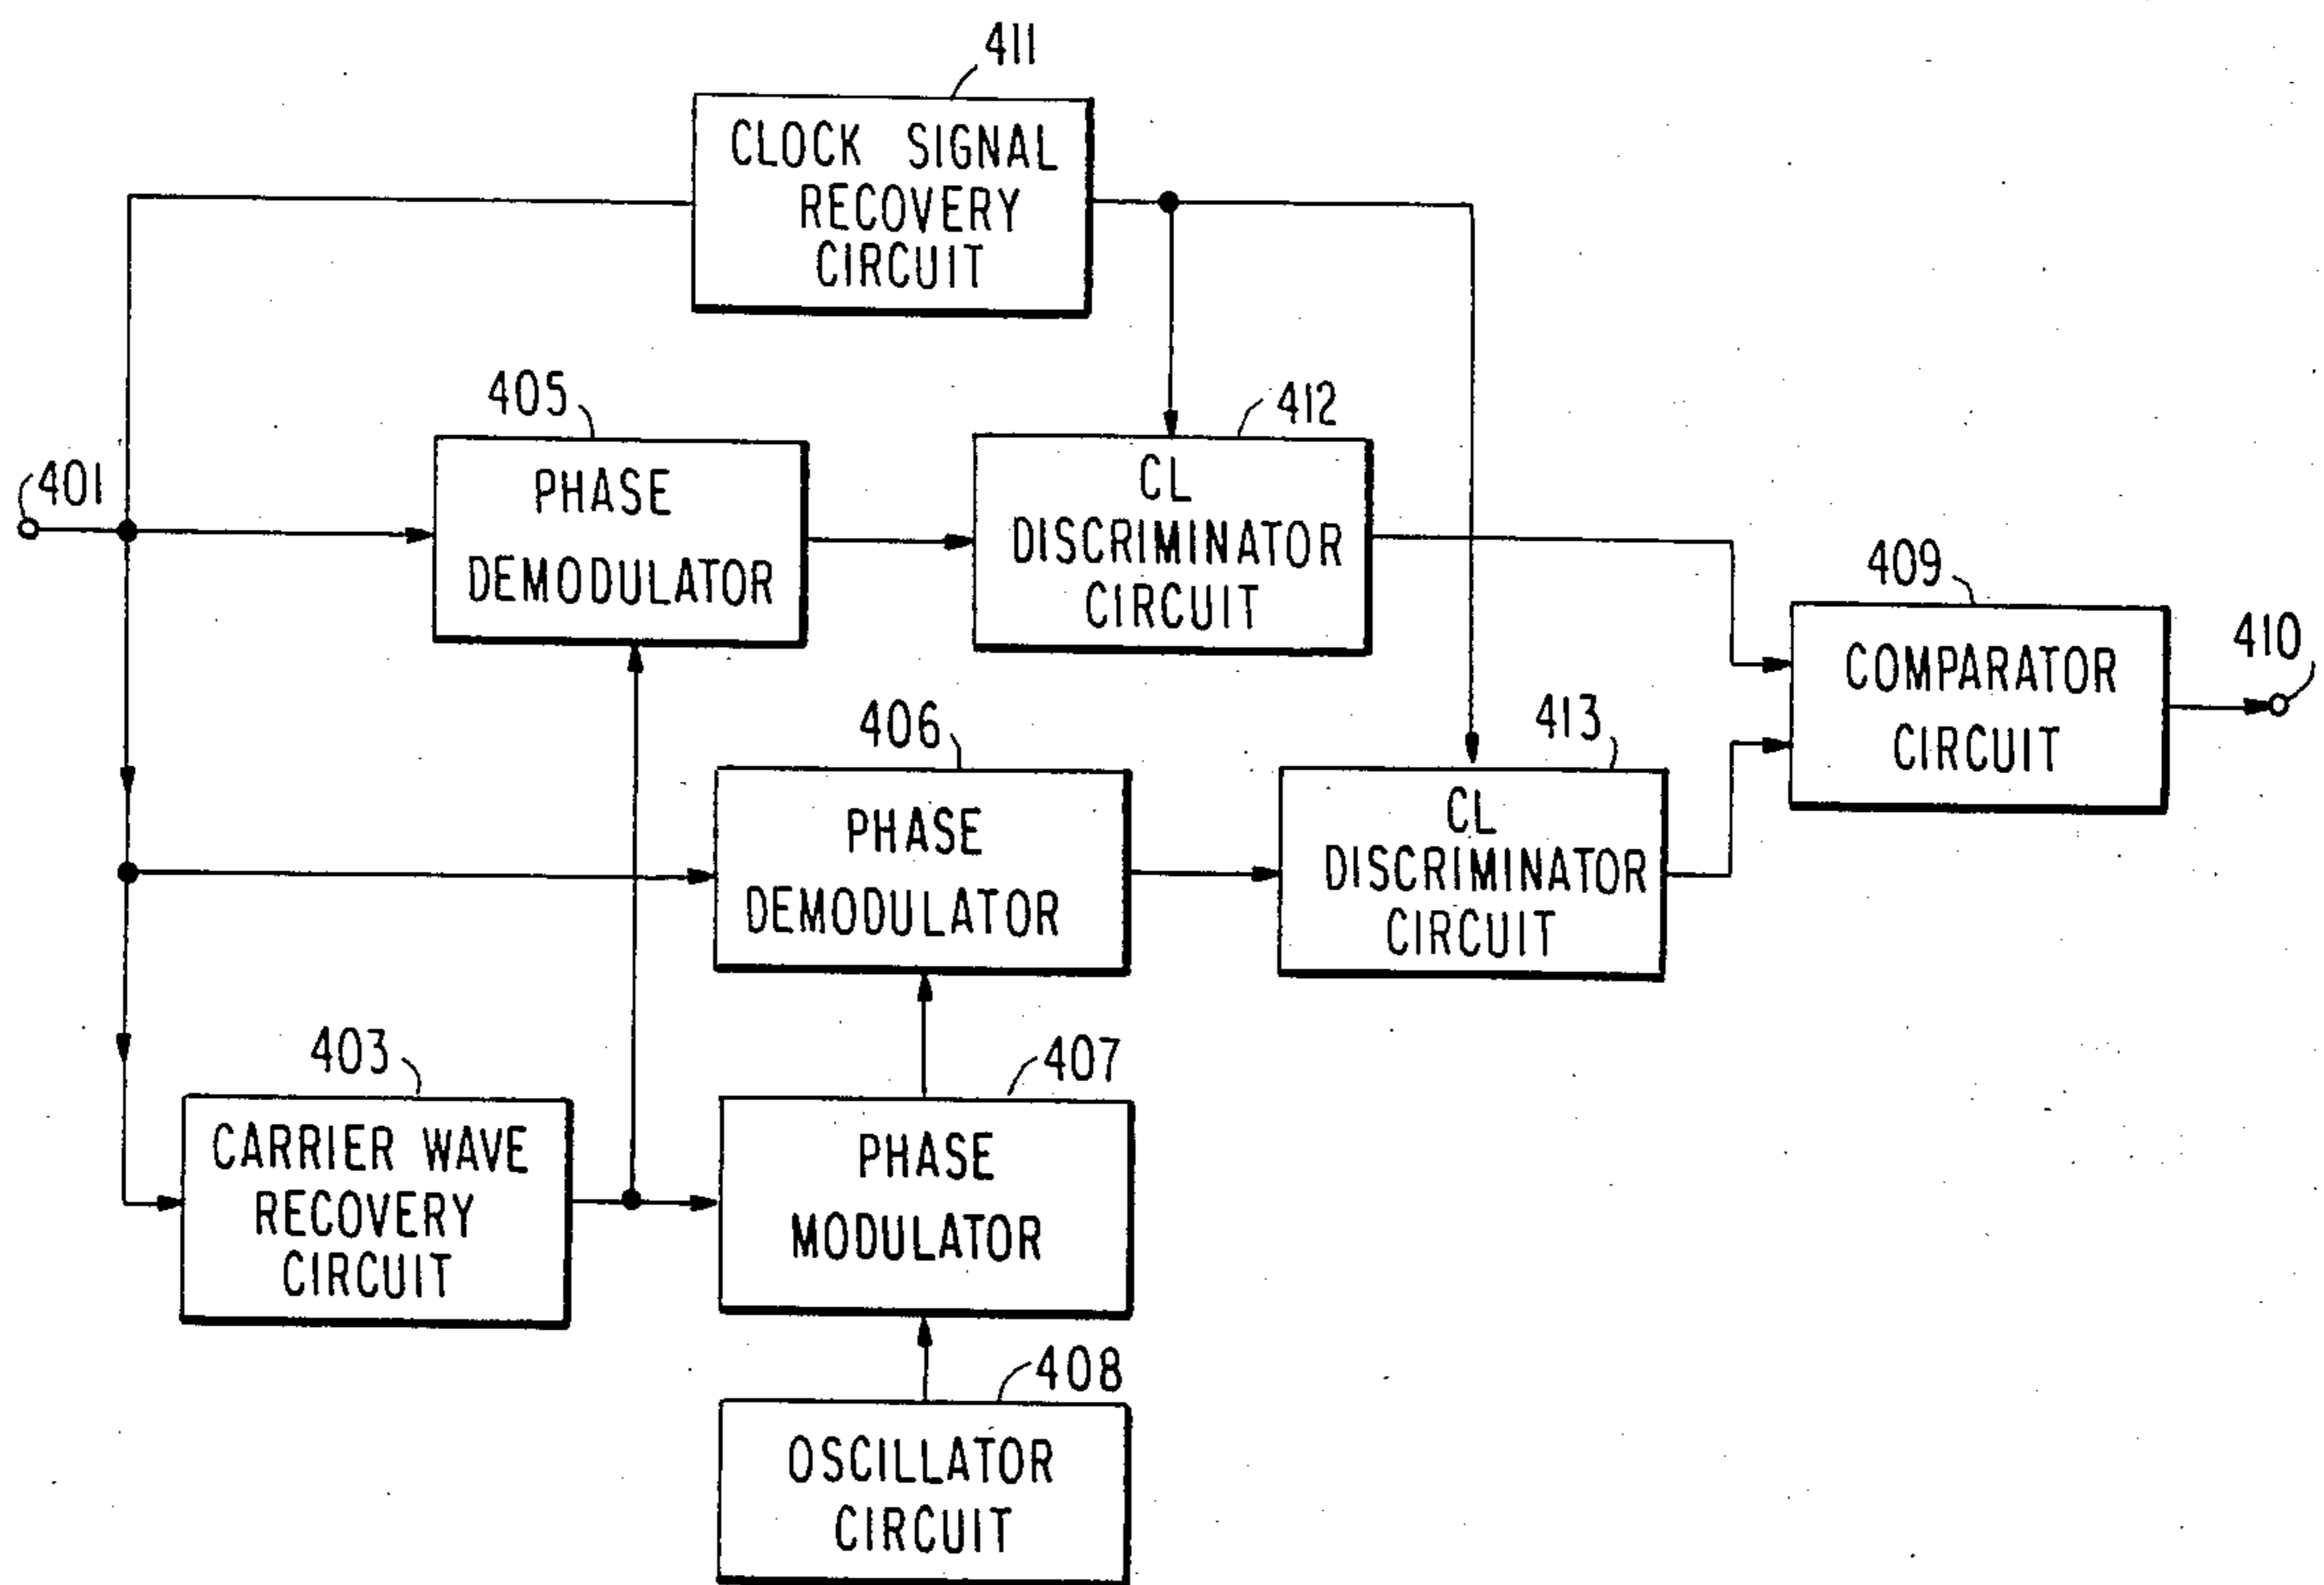 411
CLOCK SIGNAL
RECOVERY
CIRCUIT
405
412
401
PHASE
DEMODULATOR
CL
DISCRIMINATOR
CIRCUIT
409
COMPARATOR
CIRCUIT
410
406
413
PHASE
DEMODULATOR
CL
DISCRIMINATOR
CIRCUIT
403
407
CARRIER WAVE
RECOVERY
CIRCUIT
PHASE
MODULATOR
408
OSCILLATOR
CIRCUIT